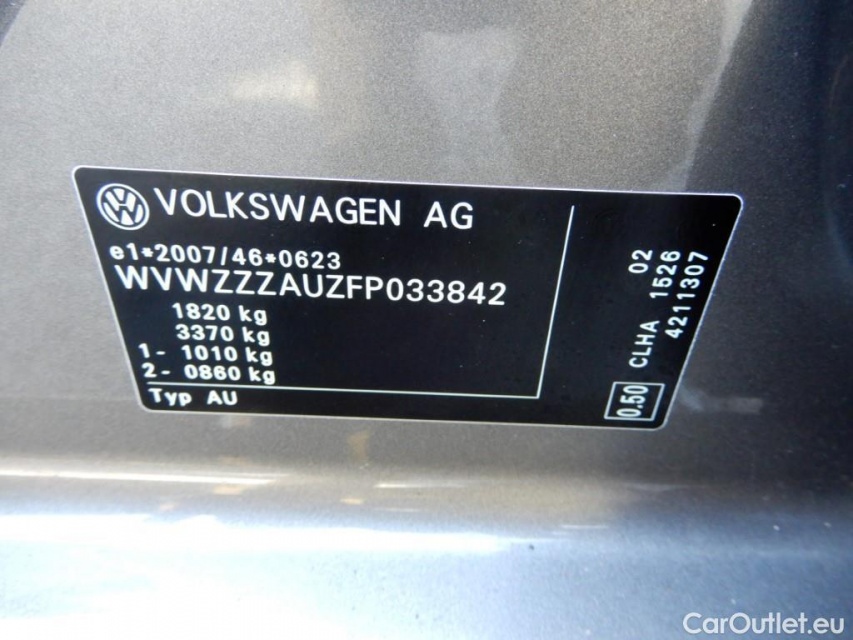 VOLKSWAGEN AG
e1*2007/46*0623
WVWZZZAUZFP033842
1820 kg
3370 kg
1- 1010 kg
2- 0860 kg
Typ AU
02
CLHA 1526
4211307
0.50
CarOutlet.eu